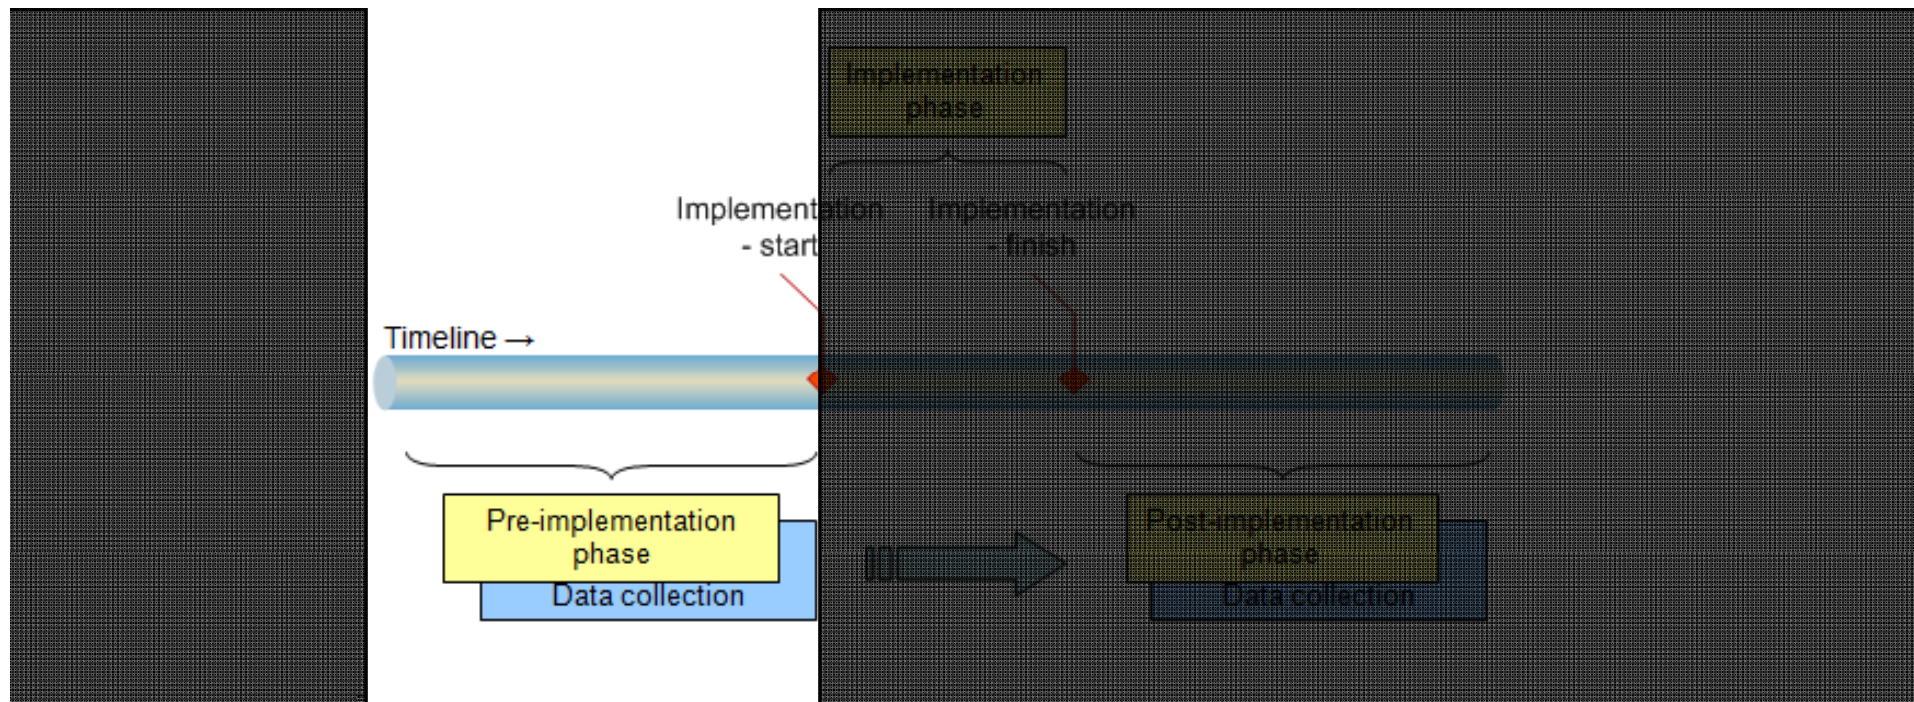 Implementation
phase
Implementation
- start
Implementation
- finish
Timeline →
Pre-implementation
phase
Data collection
Post-implementation
phase
Data collection